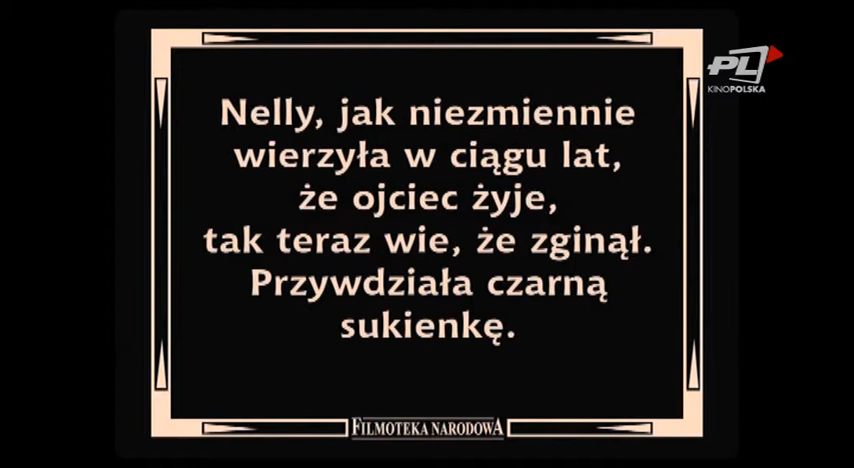 PL
KINOPOLSKA
Nelly, jak niezmiennie
wierzyła w ciągu lat,
że ojciec żyje,
tak teraz wie, że zginął.
Przywdziała czarną
sukienkę.
FILMOTEKA NARODOWA